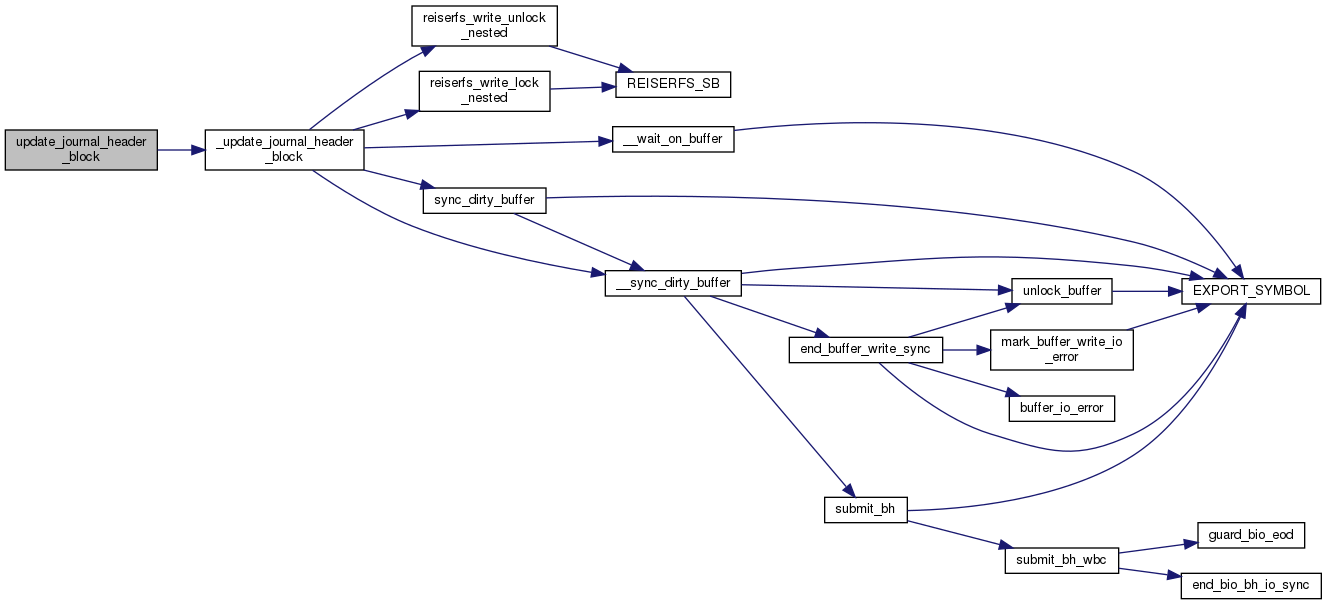 reiserfs_write_unlock
_nested
reiserfs_write_lock
_nested
REISERFS_SB
update_journal_header
_block
_update_journal_header
_block
__wait_on_buffer
sync_dirty_buffer
__sync_dirty_buffer
unlock_buffer
EXPORT_SYMBOL
end_buffer_write_sync
mark_buffer_write_io
_error
buffer_io_error
submit_bh
guard_bio_eod
submit_bh_wbc
end_bio_bh_io_sync